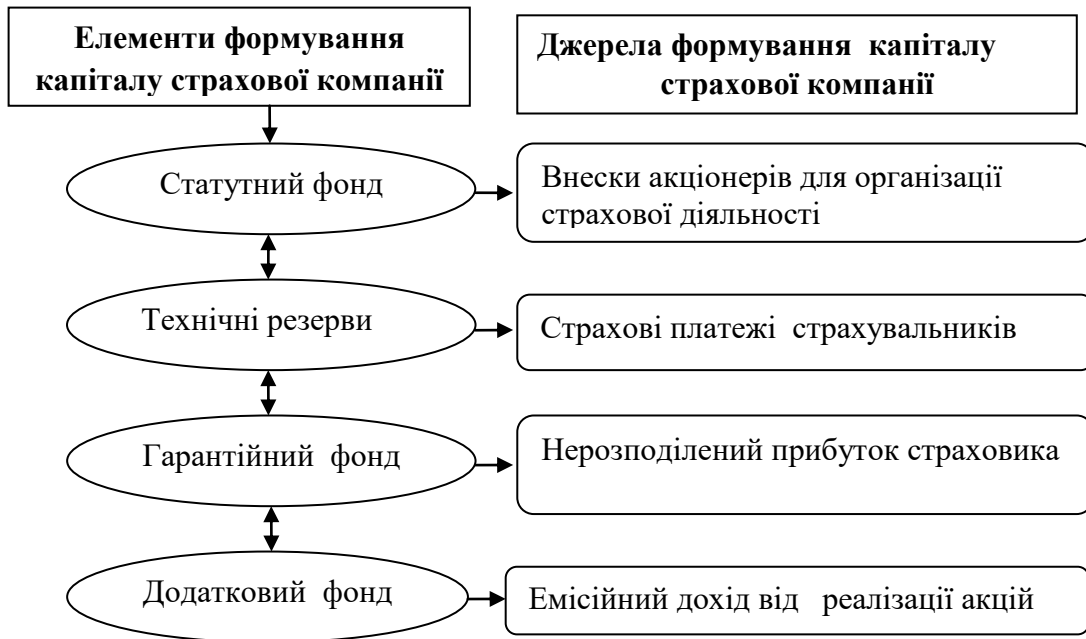 Елементи формування
капіталу страхової компанії
Джерела формування капіталу
страхової компанії
Статутний фонд
Внески акціонерів для організації
страхової діяльності
Технічні резерви
Страхові платежі страхувальників
Гарантійний фонд
Нерозподілений прибуток страховика
Додатковий фонд
Емісійний дохід від реалізації акцій